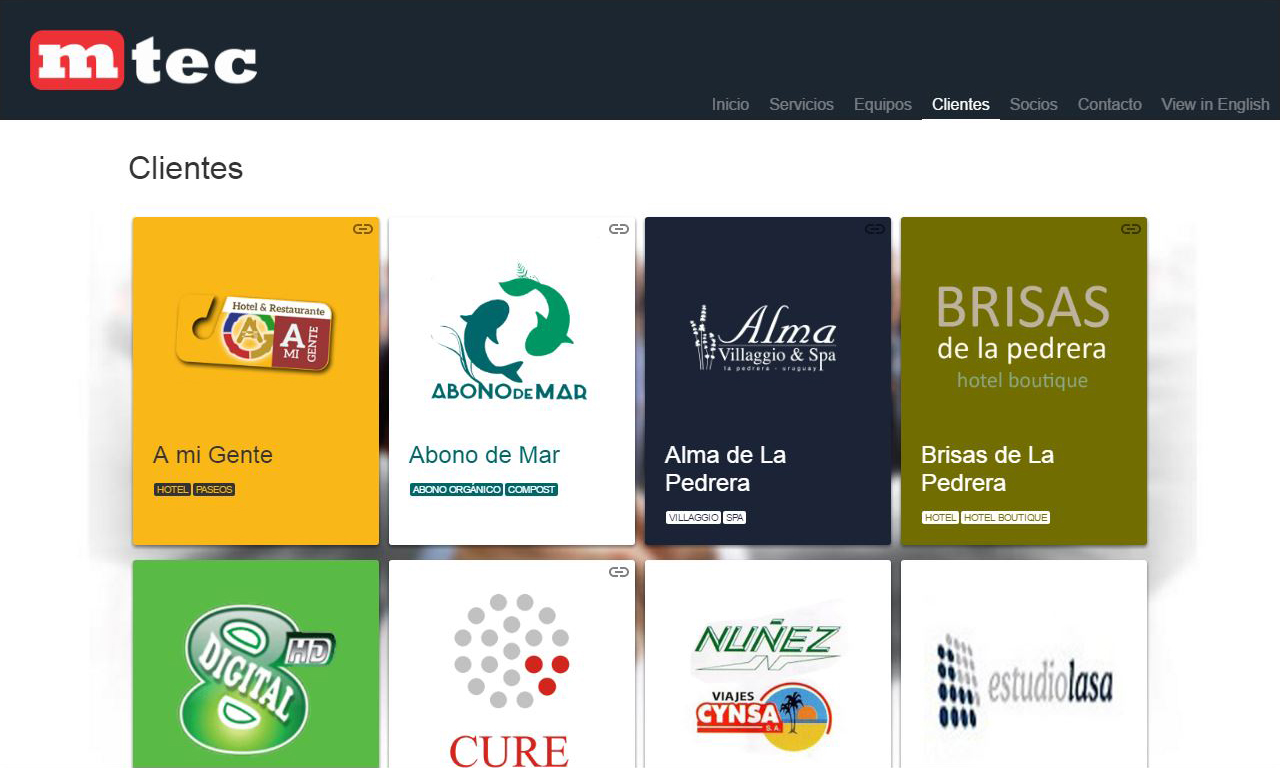 mtec
Inicio Servicios Equipos Clientes Socios Contacto View in English
Clientes
Hotel & Restaurante
A
A
MI
GENTE
A mi Gente
HOTEL PASEOS
ABONO DE MAR
Abono de Mar
ABONO ORGÁNICO COMPOST
Alma
Villaggio & Spa
la pedrera - uruguay
Alma de La
Pedrera
VILLAGGIO SPA
BRISAS
de la pedrera
hotel boutique
Brisas de La
Pedrera
HOTEL HOTEL BOUTIQUE
8
HD
DIGITAL
CURE
NUÑEZ
VIAJES
CYNSA
S.A.
estudiolasa